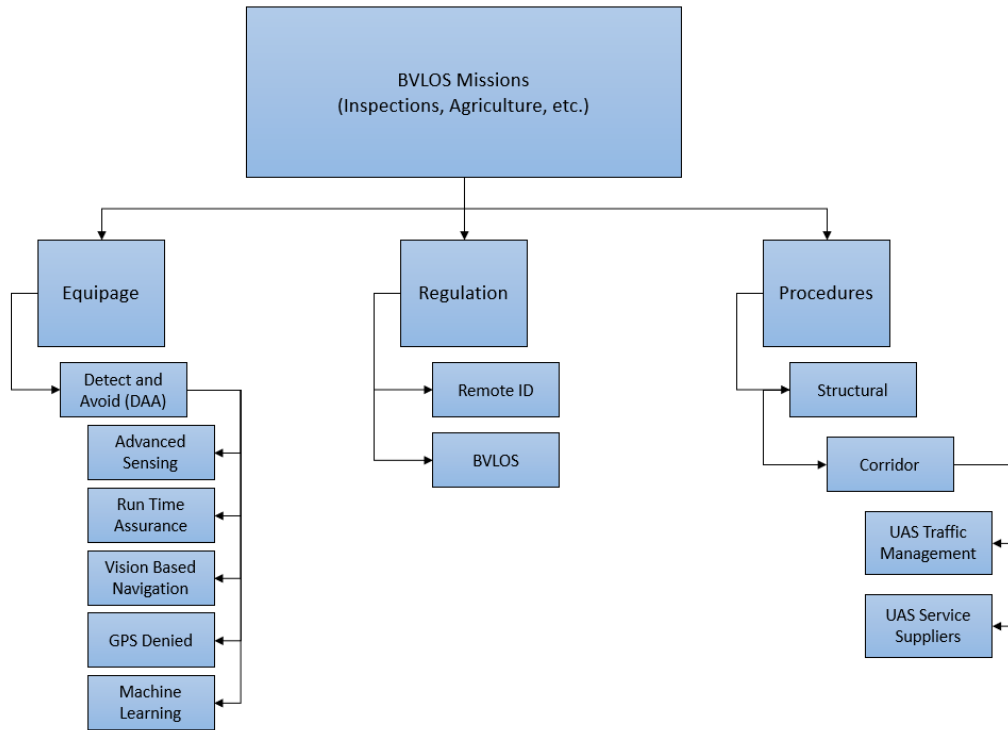 BVLOS Missions
(Inspections, Agriculture, etc.)
Equipage
Regulation
Procedures
Detect and
Avoid (DAA)
Advanced
Sensing
Run Time
Assurance
Vision Based
Navigation
GPS Denied
Machine
Learning
Remote ID
BVLOS
Structural
Corridor
UAS Traffic
Management
UAS Service
Suppliers